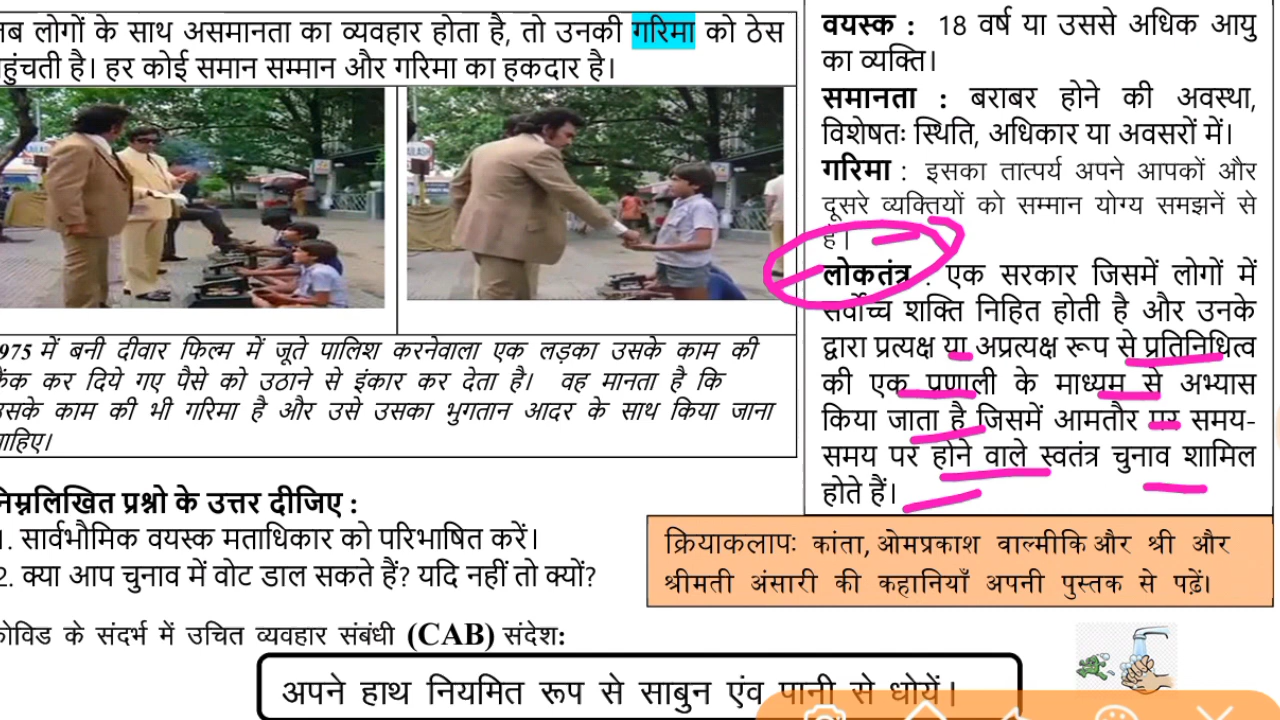 लोगों के साथ असमानता का व्यवहार होता है, तो उनकी गरिमा को ठेस
है। हर कोई समान सम्मान और गरिमा का हकदार है।
में बनी दीवार फिल्म में जूते पालिश करनेवाला एक लड़का उसके काम की
कर दिये गए पैसे को उठाने से इंकार कर देता है। वह मानता है कि
काम की भी गरिमा है और उसे उसका भुगतान आदर के साथ किया जाना
निम्नलिखित प्रश्नो के उत्तर दीजिए :
1. सार्वभौमिक वयस्क मताधिकार को परिभाषित करें।
2. क्या आप चुनाव में वोट डाल सकते हैं? यदि नहीं तो क्यों?
के संदर्भ में उचित व्यवहार संबंधी (CAB) संदेश:
अपने हाथ नियमित रूप से साबुन एंव पानी से धोयें।
वयस्क : 18 वर्ष या उससे अधिक आयु
का व्यक्ति।
समानता : बराबर होने की अवस्था,
विशेषतः स्थिति, अधिकार या अवसरों में।
गरिमा : इसका तात्पर्य अपने आपकों और
दूसरे व्यक्तियों को सम्मान योग्य समझनें से
है।
लोकतंत्र : एक सरकार जिसमें लोगों में
सर्वोच्च शक्ति निहित होती है और उनके
द्वारा प्रत्यक्ष या अप्रत्यक्ष रूप से प्रतिनिधित्व
की एक प्रणाली के माध्यम से अभ्यास
किया जाता है जिसमें आमतौर पर समय-
समय पर होने वाले स्वतंत्र चुनाव शामिल
होते हैं।
क्रियाकलापः कांता, ओमप्रकाश वाल्मीकि और श्री और
श्रीमती अंसारी की कहानियाँ अपनी पुस्तक से पढ़ें।